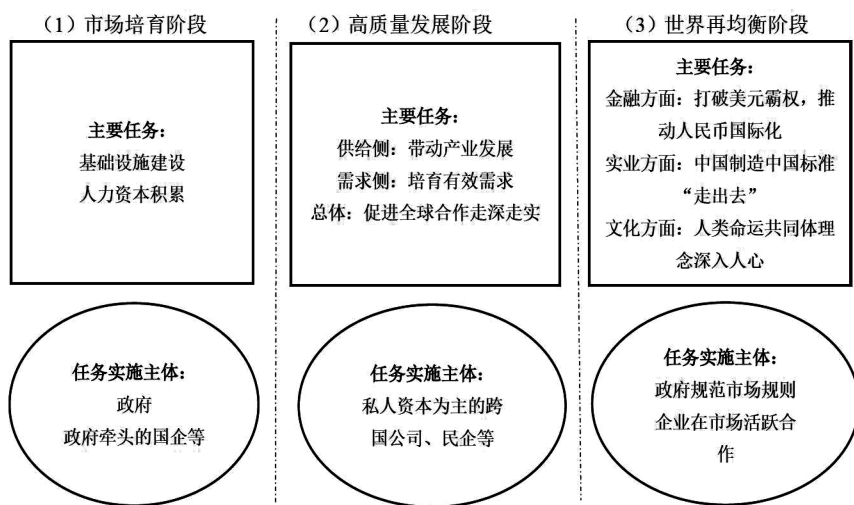 （1）市场培育阶段
主要任务：
基础设施建设
人力资本积累
任务实施主体：
政府
政府牵头的国企等
（2）高质量发展阶段
主要任务：
供给侧：带动产业发展
需求侧：培育有效需求
总体：促进全球合作走深走实
任务实施主体：
私人资本为主的跨
国公司、民企等
（3）世界再均衡阶段
主要任务：
金融方面：打破美元霸权，推
动人民币国际化
实业方面：中国制造中国标准
“走出去”
文化方面：人类命运共同体理
念深入人心
任务实施主体：
政府规范市场规则
企业在市场活跃合
作